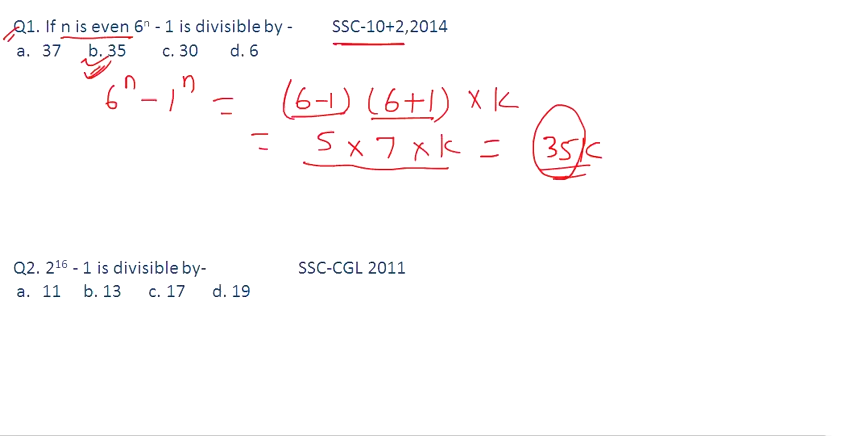 Q1. If n is even 6ⁿ - 1 is divisible by - SSC-10+2,2014
a. 37 b. 35 c. 30 d. 6
6ⁿ - 1ⁿ = (6-1) (6+1) × K
= 5 × 7 × K = 35K
Q2. 2¹⁶ - 1 is divisible by- SSC-CGL 2011
a. 11 b. 13 c. 17 d. 19